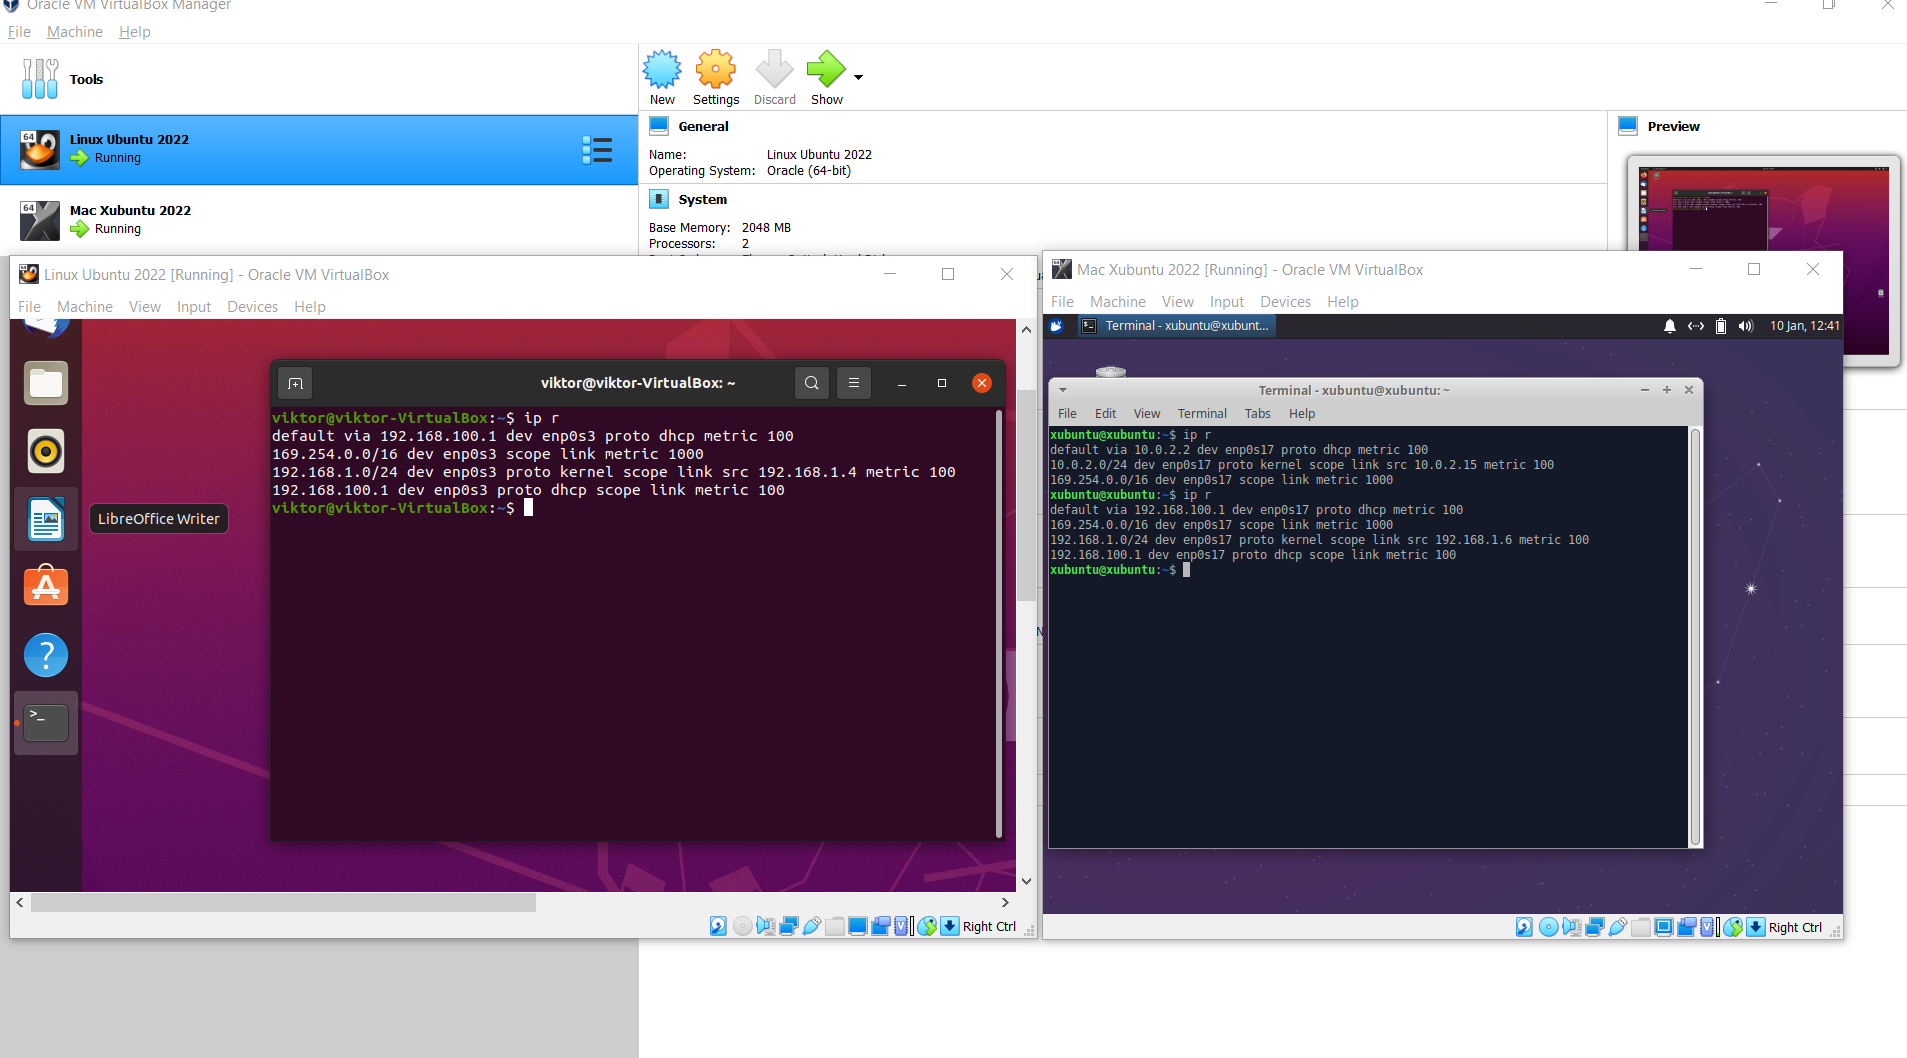 Oracle VM VirtualBox Manager
File Machine Help
Tools
New Settings Discard Show
64
Linux Ubuntu 2022
Running
64
Mac Xubuntu 2022
Running
General
Name: Linux Ubuntu 2022
Operating System: Oracle (64-bit)
System
Base Memory: 2048 MB
Processors: 2
Preview
Linux Ubuntu 2022 [Running] - Oracle VM VirtualBox
File Machine View Input Devices Help
viktor@viktor-VirtualBox: ~
viktor@viktor-VirtualBox:~$ ip r
default via 192.168.100.1 dev enp0s3 proto dhcp metric 100
169.254.0.0/16 dev enp0s3 scope link metric 1000
192.168.1.0/24 dev enp0s3 proto kernel scope link src 192.168.1.4 metric 100
192.168.100.1 dev enp0s3 proto dhcp scope link metric 100
viktor@viktor-VirtualBox:~$
LibreOffice Writer
Right Ctrl
Mac Xubuntu 2022 [Running] - Oracle VM VirtualBox
File Machine View Input Devices Help
Terminal - xubuntu@xubunt...
10 Jan, 12:41
Terminal - xubuntu@xubuntu: ~
File Edit View Terminal Tabs Help
xubuntu@xubuntu:~$ ip r
default via 10.0.2.2 dev enp0s17 proto dhcp metric 100
10.0.2.0/24 dev enp0s17 proto kernel scope link src 10.0.2.15 metric 100
169.254.0.0/16 dev enp0s17 scope link metric 1000
xubuntu@xubuntu:~$ ip r
default via 192.168.100.1 dev enp0s17 proto dhcp metric 100
169.254.0.0/16 dev enp0s17 scope link metric 1000
192.168.1.0/24 dev enp0s17 proto kernel scope link src 192.168.1.6 metric 100
192.168.100.1 dev enp0s17 proto dhcp scope link metric 100
xubuntu@xubuntu:~$
Right Ctrl